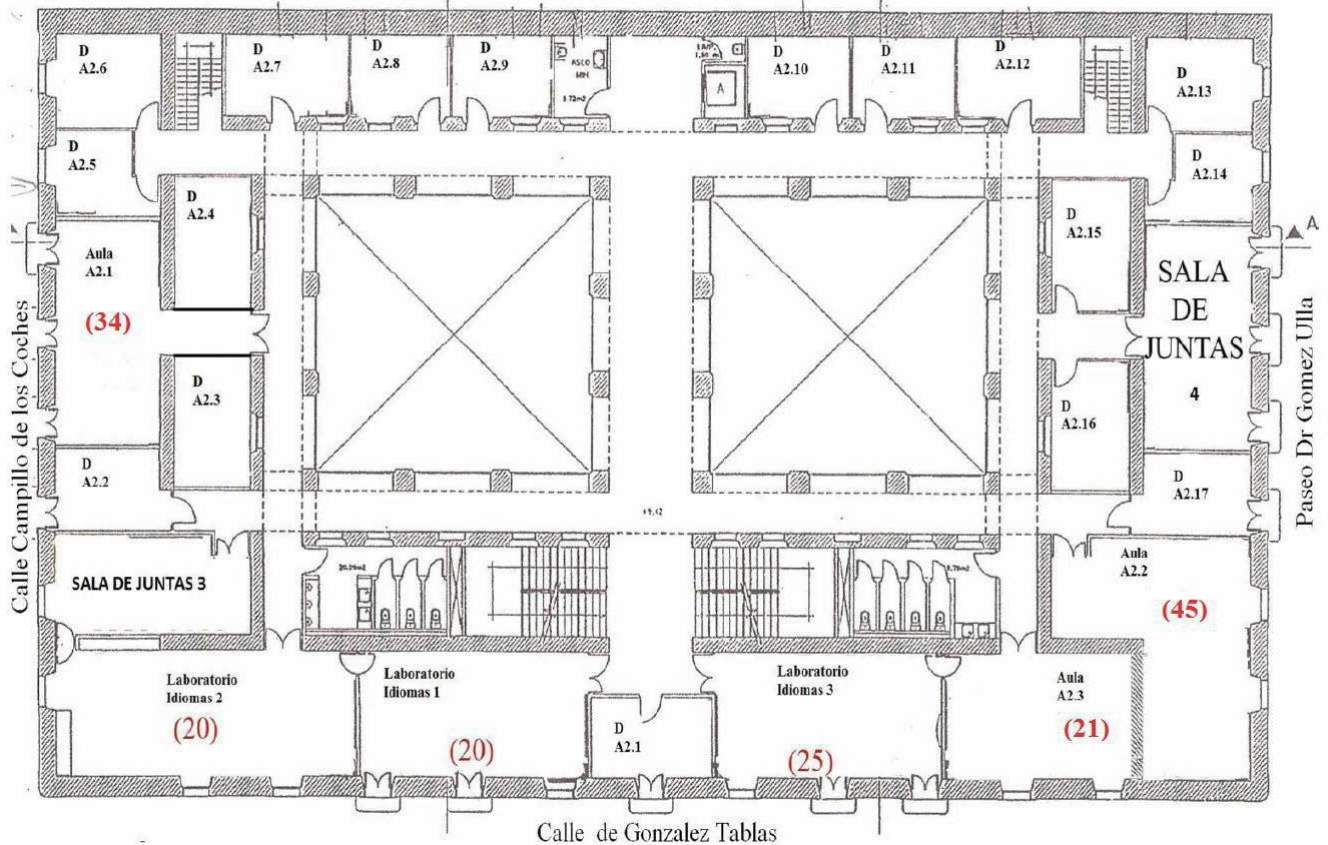 D
A2.6
D
A2.7
D
A2.8
D
A2.9
ASEO
3.72m2
A
D
A2.10
D
A2.11
D
A2.12
D
A2.13
D
A2.5
D
A2.14
D
A2.4
D
A2.15
Aula
A2.1
(34)
SALA
DE
JUNTAS
4
A
D
A2.3
D
A2.16
D
A2.2
D
A2.17
Calle Campillo de los Coches
Paseo Dr Gomez Ulla
SALA DE JUNTAS 3
Aula
A2.2
(45)
Laboratorio
Idiomas 2
(20)
Laboratorio
Idiomas 1
(20)
D
A2.1
Laboratorio
Idiomas 3
(25)
Aula
A2.3
(21)
Calle de Gonzalez Tablas